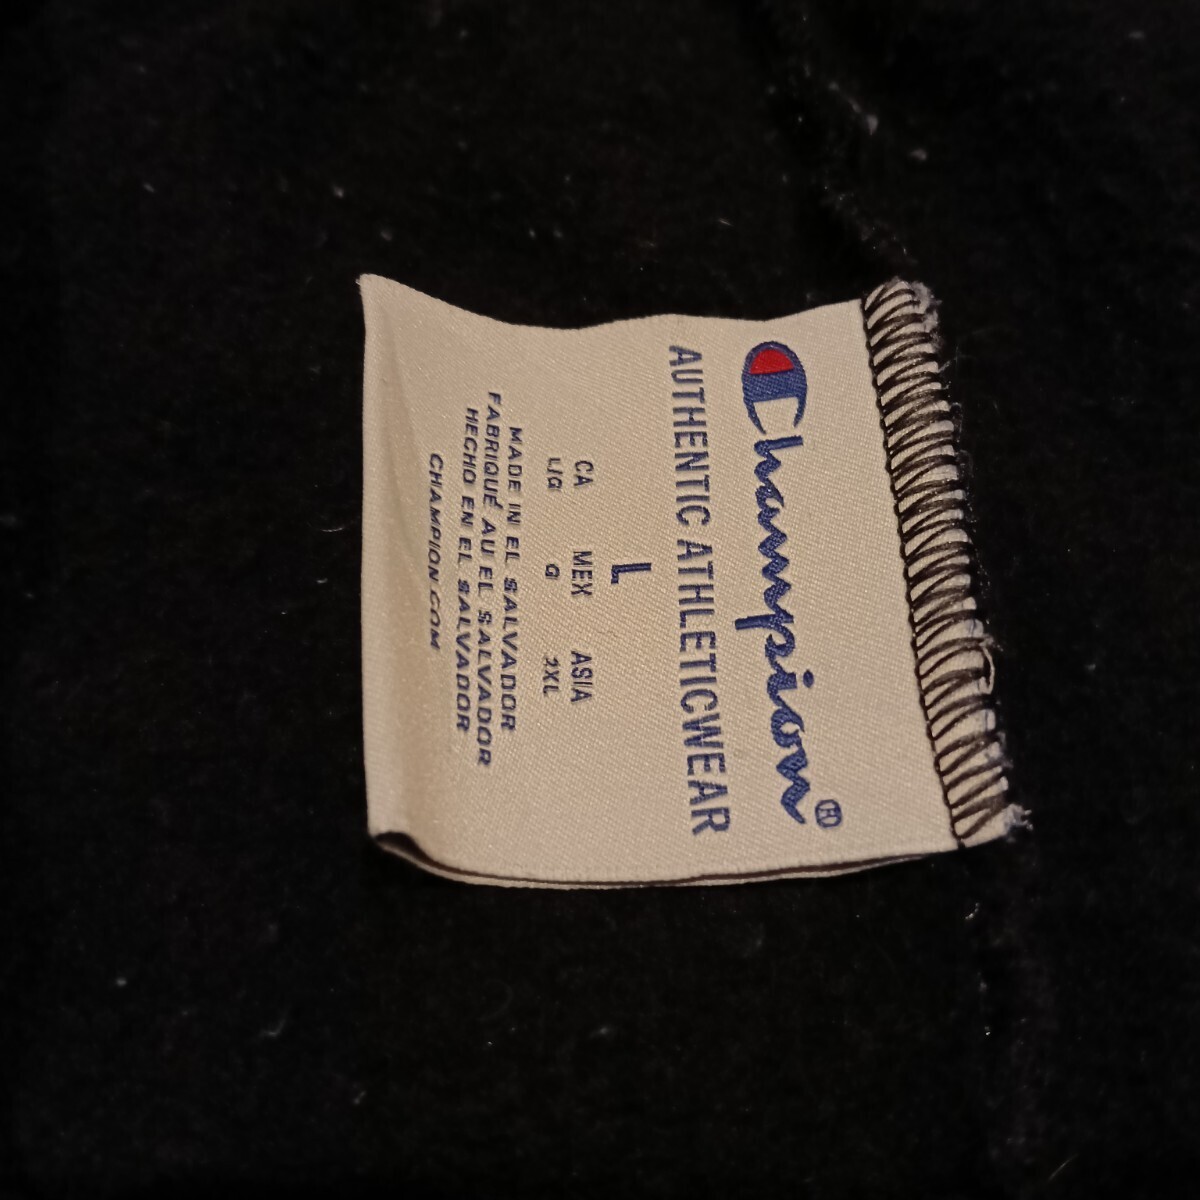 Champion®
AUTHENTIC ATHLETICWEAR
L
CA MEX ASIA
L/G G 2XL
MADE IN EL SALVADOR
FABRIQUÉ AU EL SALVADOR
HECHO EN EL SALVADOR
CHAMPION.COM